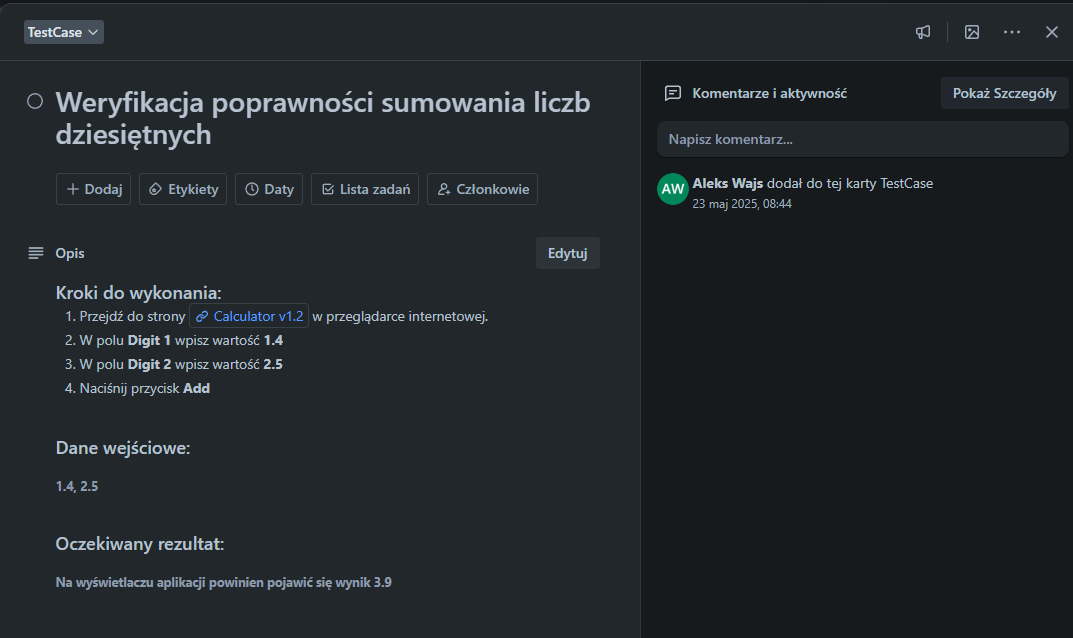 TestCase
Weryfikacja poprawności sumowania liczb
dziesiętnych
Dodaj
Etykiety
Daty
Lista zadań
Członkowie
Opis
Edytuj
Kroki do wykonania:
1. Przejdź do strony Calculator v1.2 w przeglądarce internetowej.
2. W polu Digit 1 wpisz wartość 1.4
3. W polu Digit 2 wpisz wartość 2.5
4. Naciśnij przycisk Add
Dane wejściowe:
1.4, 2.5
Oczekiwany rezultat:
Na wyświetlaczu aplikacji powinien pojawić się wynik 3.9
Komentarze i aktywność
Pokaż Szczegóły
Napisz komentarz...
AW
Aleks Wajs dodał do tej karty TestCase
23 maj 2025, 08:44